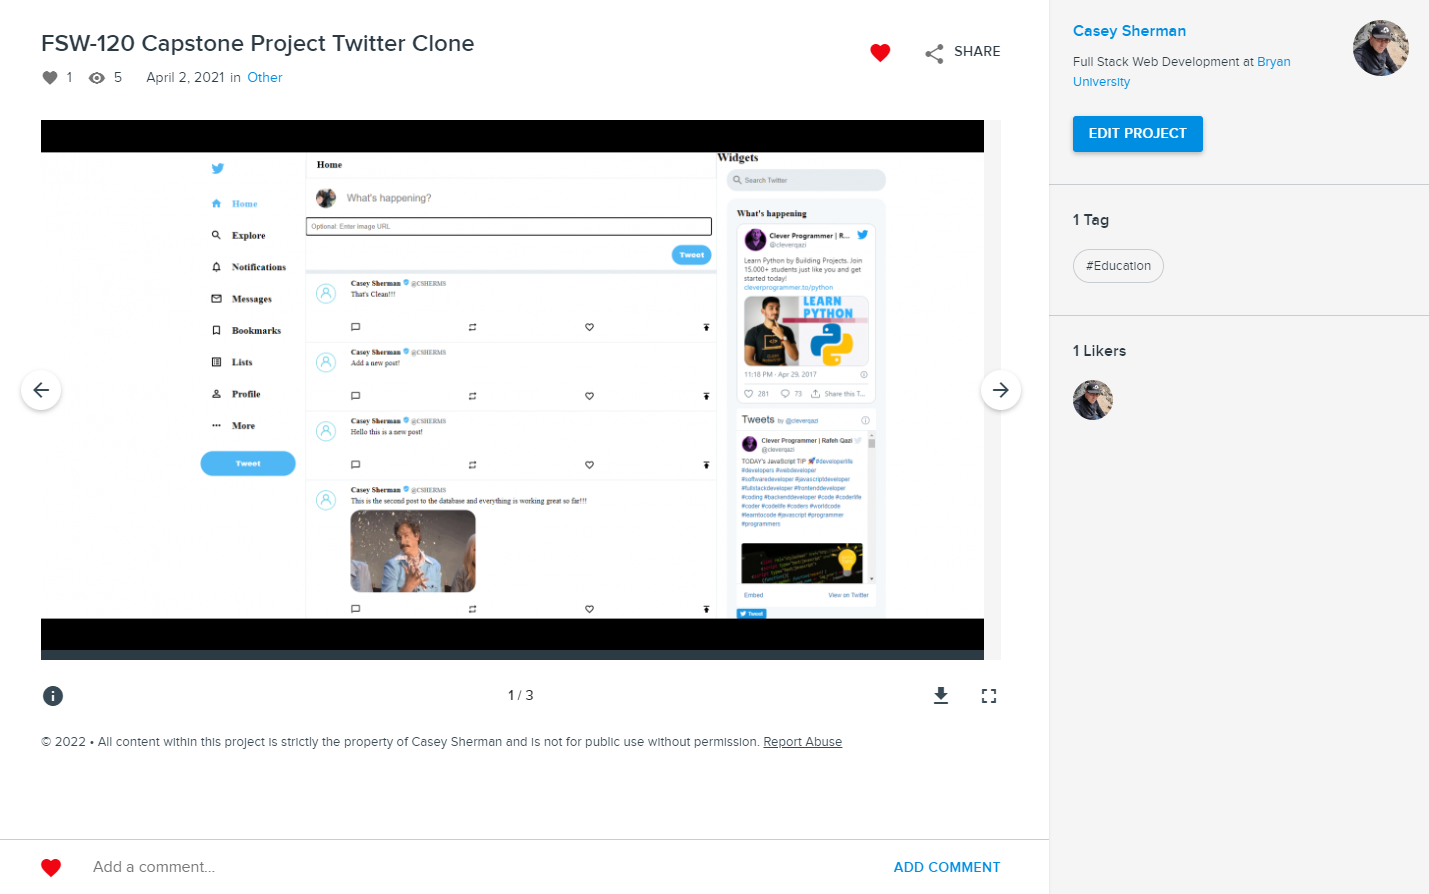 FSW-120 Capstone Project Twitter Clone
1 5 April 2, 2021 in Other
SHARE
Home
Explore
Notifications
Messages
Bookmarks
Lists
Profile
More
Tweet
Home
What's happening?
Optional: Enter image URL
Tweet
Casey Sherman @CSHERMS
That's Clean!!!
Casey Sherman @CSHERMS
Add a new post!
Casey Sherman @CSHERMS
Hello this is a new post!
Casey Sherman @CSHERMS
This is the second post to the database and everything is working great so far!!!
Widgets
Search Twitter
What's happening
Clever Programmer | R...
@cleverqazi
Learn Python by Building Projects. Join
15,000+ students just like you and get
started today!
cleverprogrammer.to/python
LEARN
PYTHON
11:18 PM - Apr 29, 2017
281 73 Share this T...
Tweets by @cleverqazi
Clever Programmer | Rafeh Qazi
@cleverqazi
TODAY's JavaScript TIP #developerlife
#developers #webdeveloper
#softwaredeveloper #javascriptdeveloper
#fullstackdeveloper #frontenddeveloper
#coding #backenddeveloper #code #coderlife
#coder #codelife #coders #worldcode
#learntocode #javascript #programmer
#programmers
Embed View on Twitter
Tweet
1 / 3
© 2022 • All content within this project is strictly the property of Casey Sherman and is not for public use without permission. Report Abuse
Add a comment...
ADD COMMENT
Casey Sherman
Full Stack Web Development at Bryan
University
EDIT PROJECT
1 Tag
#Education
1 Likers